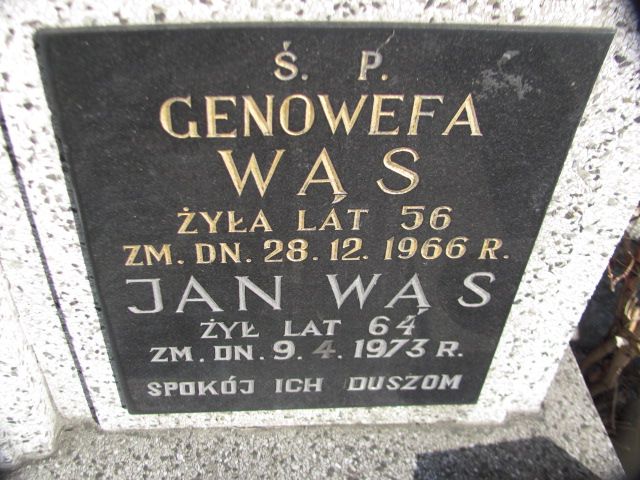 Ś. P.
GENOWEFA
WĄS
ŻYŁA LAT 56
ZM. DN. 28. 12. 1966 R.
JAN WĄS
ŻYŁ LAT 64
ZM. DN. 9. 4. 1973 R.
SPOKÓJ ICH DUSZOM